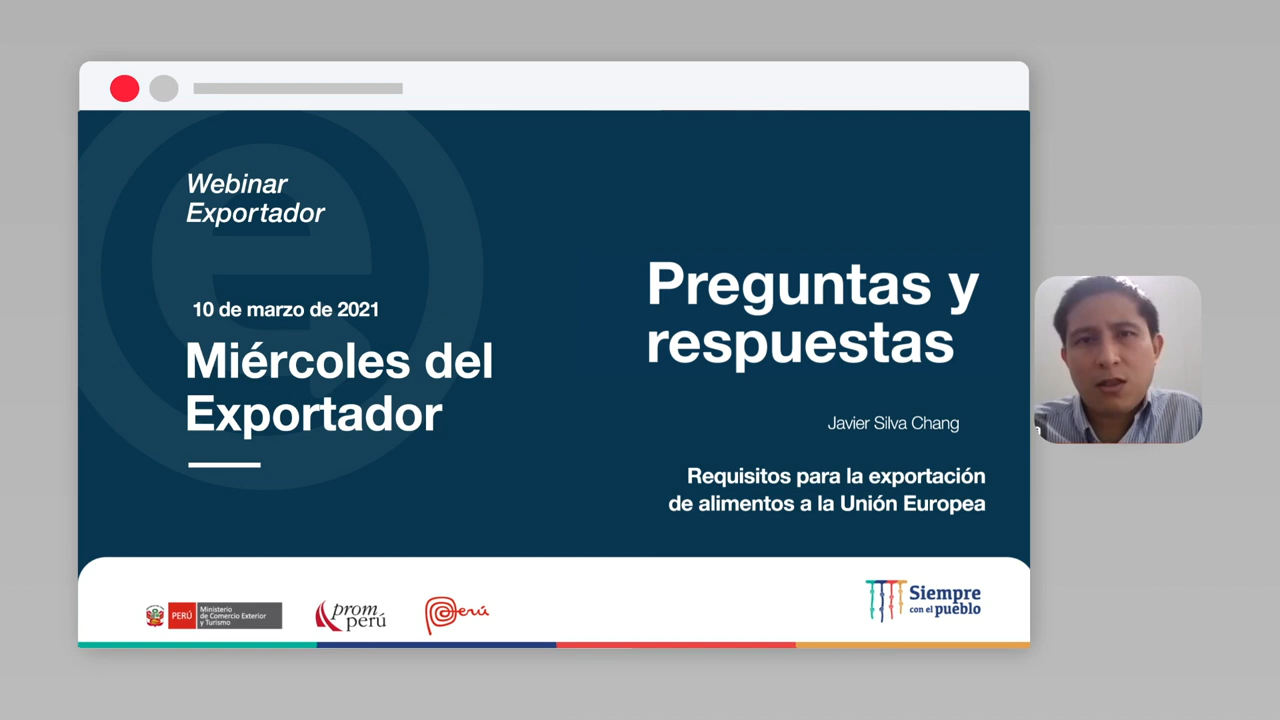 Webinar
Exportador
10 de marzo de 2021
Miércoles del
Exportador
Preguntas y
respuestas
Javier Silva Chang
Requisitos para la exportación
de alimentos a la Unión Europea
PERÚ
Ministerio
de Comercio Exterior
y Turismo
prom
perú
Perú
Siempre
con el pueblo
n